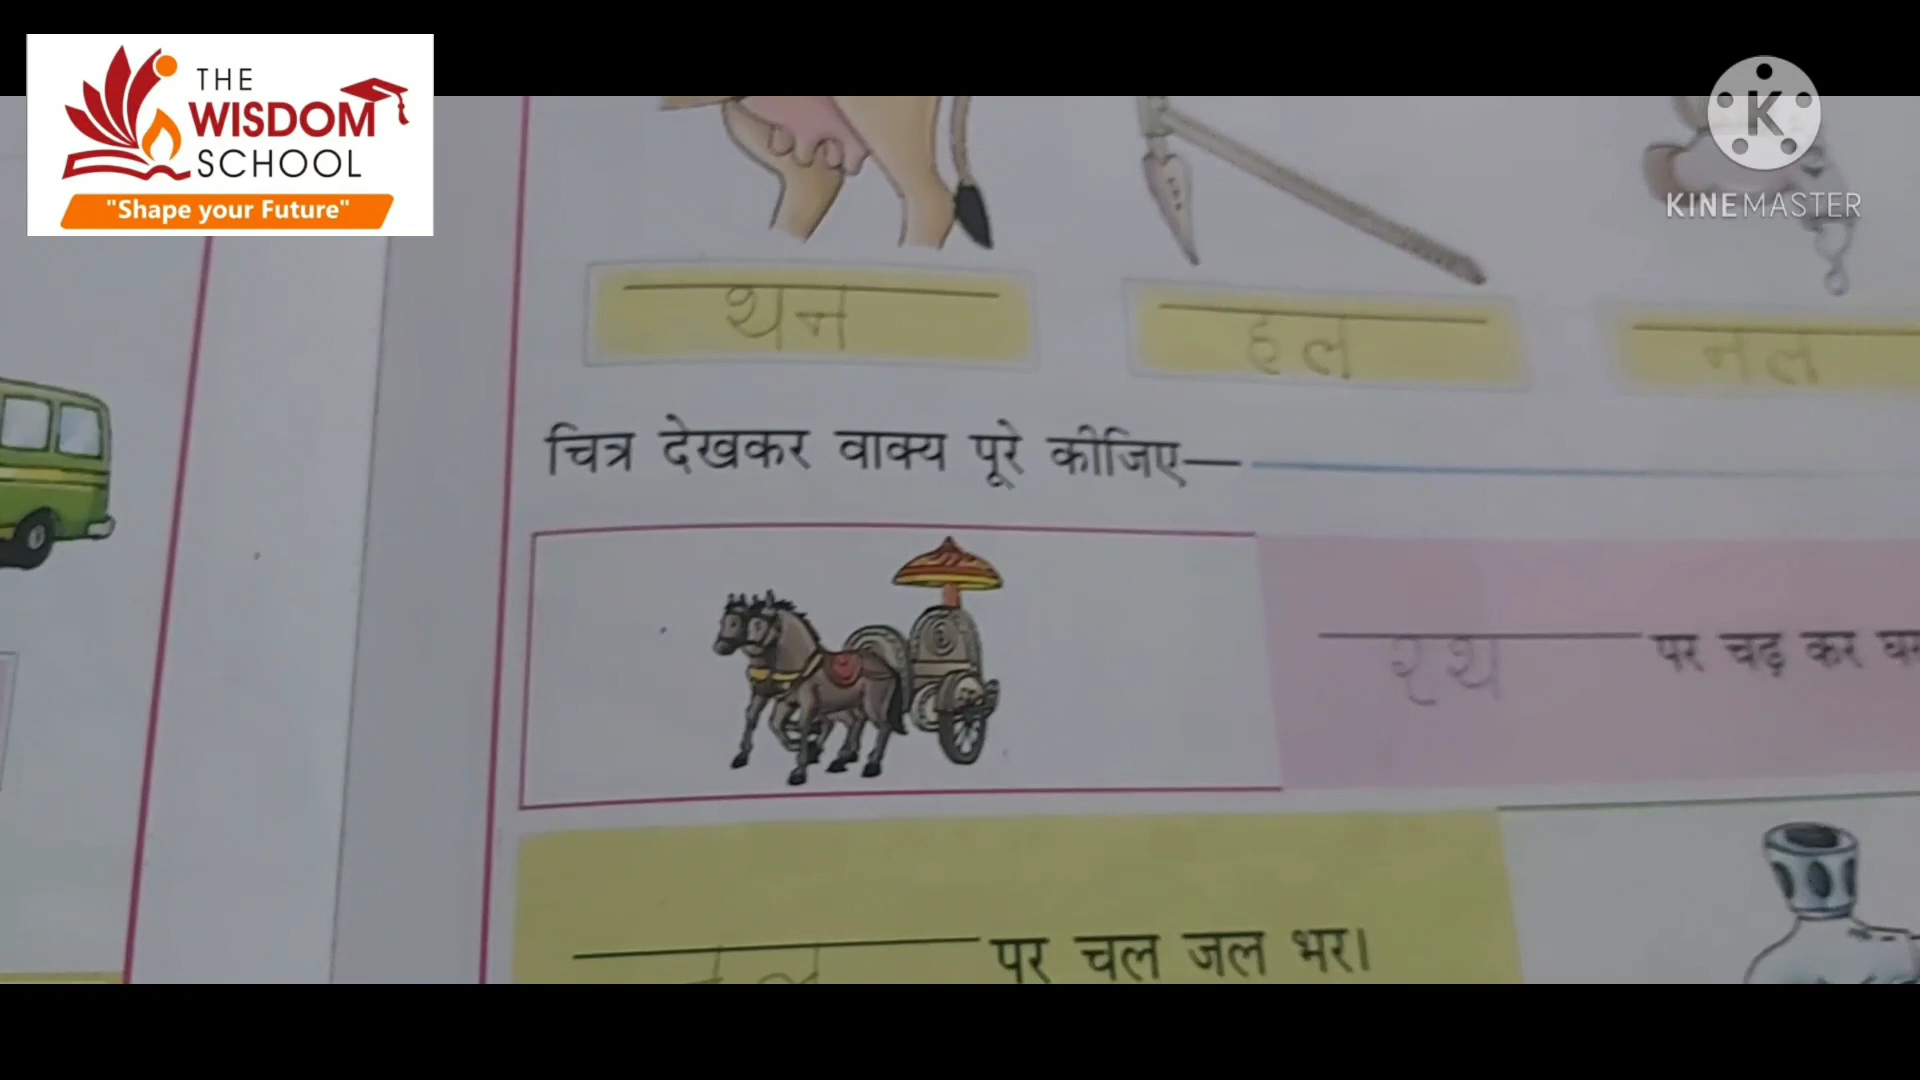 THE
WISDOM
SCHOOL
"Shape your Future"
K
KINEMASTER
थन हल नल
चित्र देखकर वाक्य पूरे कीजिए—
रथ पर चढ़ कर
पर चल जल भर।